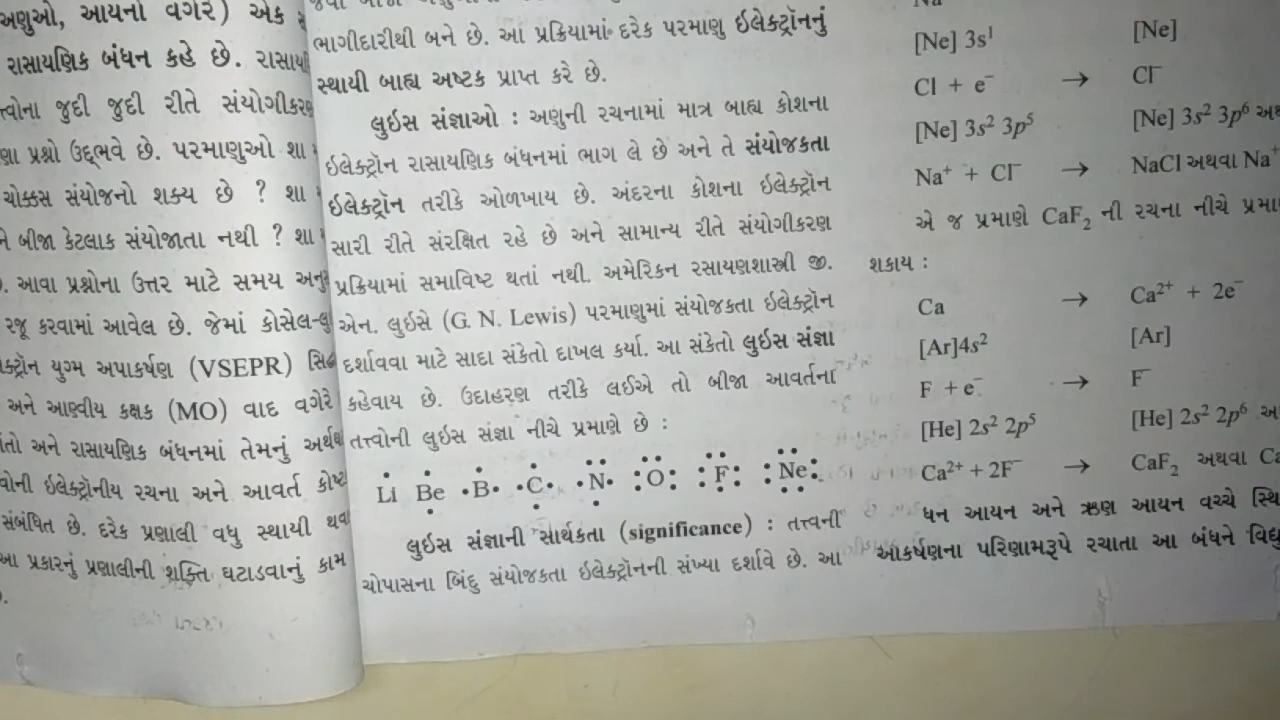 અણુઓ, આયનો વગેરે) એક
રાસાયણિક બંધન કહે છે.
જુદી જુદી રીતે
પ્રશ્નો ઉદ્ભવે છે. પરમાણુઓ શા
ચોક્કસ સંયોજનો શક્ય છે ? શા
બીજા કેટલાક સંયોજાતા નથી ? શા
આવા પ્રશ્નોના ઉત્તર માટે સમય
રજૂ કરવામાં આવેલ છે. જેમાં
યુગ્મ અપાકર્ષણ (VSEPR)
અને આણ્વીય કક્ષક (MO) વાદ વગેરે
અને રાસાયણિક બંધનમાં તેમનું
ઇલેક્ટ્રૉનીય રચના અને આવર્ત
સંબંધિત છે. દરેક પ્રણાલી વધુ સ્થાયી
આ પ્રકારનું પ્રણાલીની શક્તિ ઘટાડવાનું કામ
ભાગીદારીથી બને છે. આ પ્રક્રિયામાં દરેક પરમાણુ ઇલેક્ટ્રૉનનું
સ્થાયી બાહ્ય અષ્ટક પ્રાપ્ત કરે છે.
લુઇસ સંજ્ઞાઓ : અણુની રચનામાં માત્ર બાહ્ય કોશના
ઇલેક્ટ્રૉન રાસાયણિક બંધનમાં ભાગ લે છે અને તે સંયોજકતા
ઇલેક્ટ્રૉન તરીકે ઓળખાય છે. અંદરના કોશના ઇલેક્ટ્રૉન
સારી રીતે સંરક્ષિત રહે છે અને સામાન્ય રીતે સંયોગીકરણ
પ્રક્રિયામાં સમાવિષ્ટ થતાં નથી. અમેરિકન રસાયણશાસ્ત્રી જી.
એન. લુઇસે (G. N. Lewis) પરમાણુમાં સંયોજકતા ઇલેક્ટ્રૉન
દર્શાવવા માટે સાદા સંકેતો દાખલ કર્યા. આ સંકેતો લુઇસ સંજ્ઞા
કહેવાય છે. ઉદાહરણ તરીકે લઈએ તો બીજા આવર્તના
તત્ત્વોની લુઇસ સંજ્ઞા નીચે પ્રમાણે છે :
Li Be ·B· ·C· ·N· :O: :F: :Ne:
લુઇસ સંજ્ઞાની સાર્થકતા (significance) : તત્ત્વની
ચોપાસના બિંદુ સંયોજકતા ઇલેક્ટ્રૉનની સંખ્યા દર્શાવે છે. આ
[Ne] 3s¹ [Ne]
Cl + e⁻ → Cl⁻
[Ne] 3s² 3p⁵ [Ne] 3s² 3p⁶
Na⁺ + Cl⁻ → NaCl અથવા Na⁺
એ જ પ્રમાણે CaF₂ ની રચના નીચે
શકાય :
Ca → Ca²⁺ + 2e⁻
[Ar]4s² [Ar]
F + e⁻ → F⁻
[He] 2s² 2p⁵ [He] 2s² 2p⁶
Ca²⁺ + 2F⁻ → CaF₂ અથવા
ધન આયન અને ઋણ આયન વચ્ચે
આકર્ષણના પરિણામરૂપે રચાતા આ બંધને